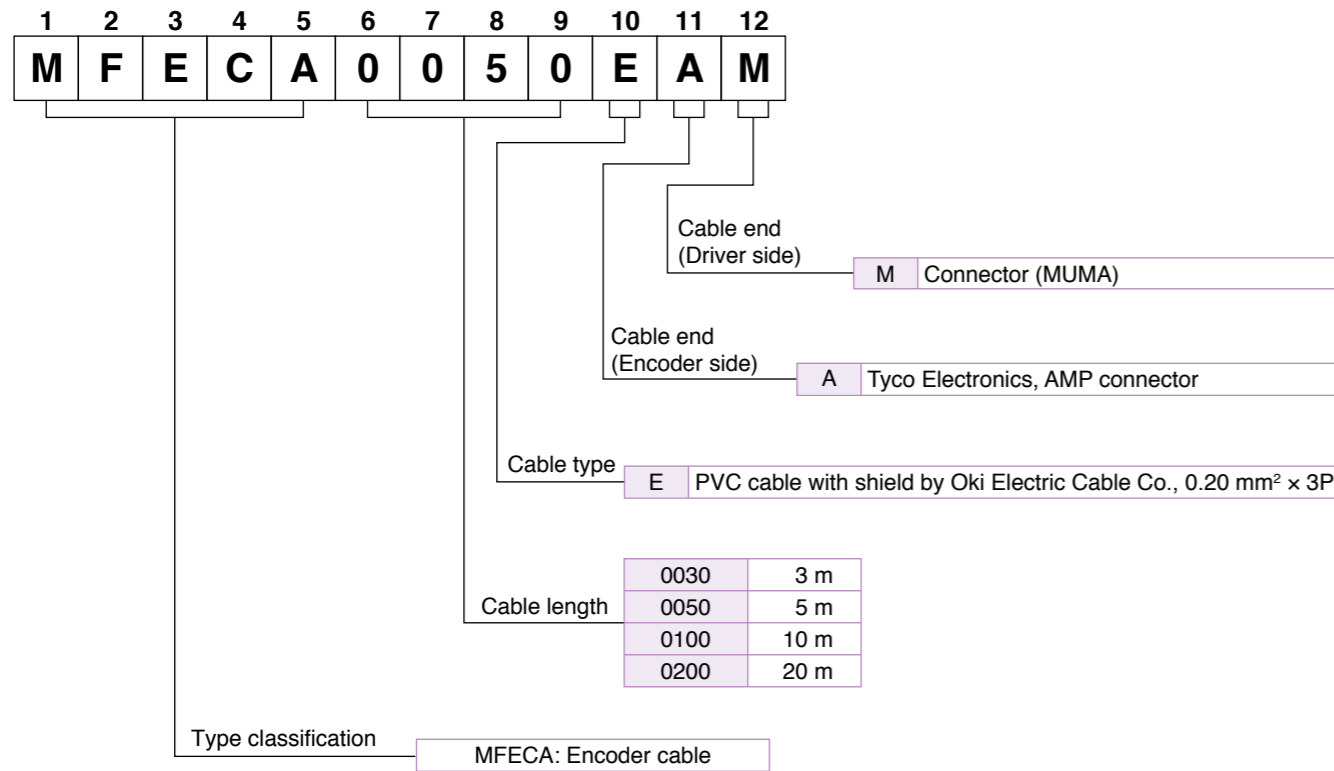 1 2 3 4 5 6 7 8 9 10 11 12
M F E C A 0 0 5 0 E A M
Cable end
(Driver side)
M Connector (MUMA)
Cable end
(Encoder side)
A Tyco Electronics, AMP connector
Cable type
E PVC cable with shield by Oki Electric Cable Co., 0.20 mm² × 3P
Cable length
0030 3 m
0050 5 m
0100 10 m
0200 20 m
Type classification
MFECA: Encoder cable